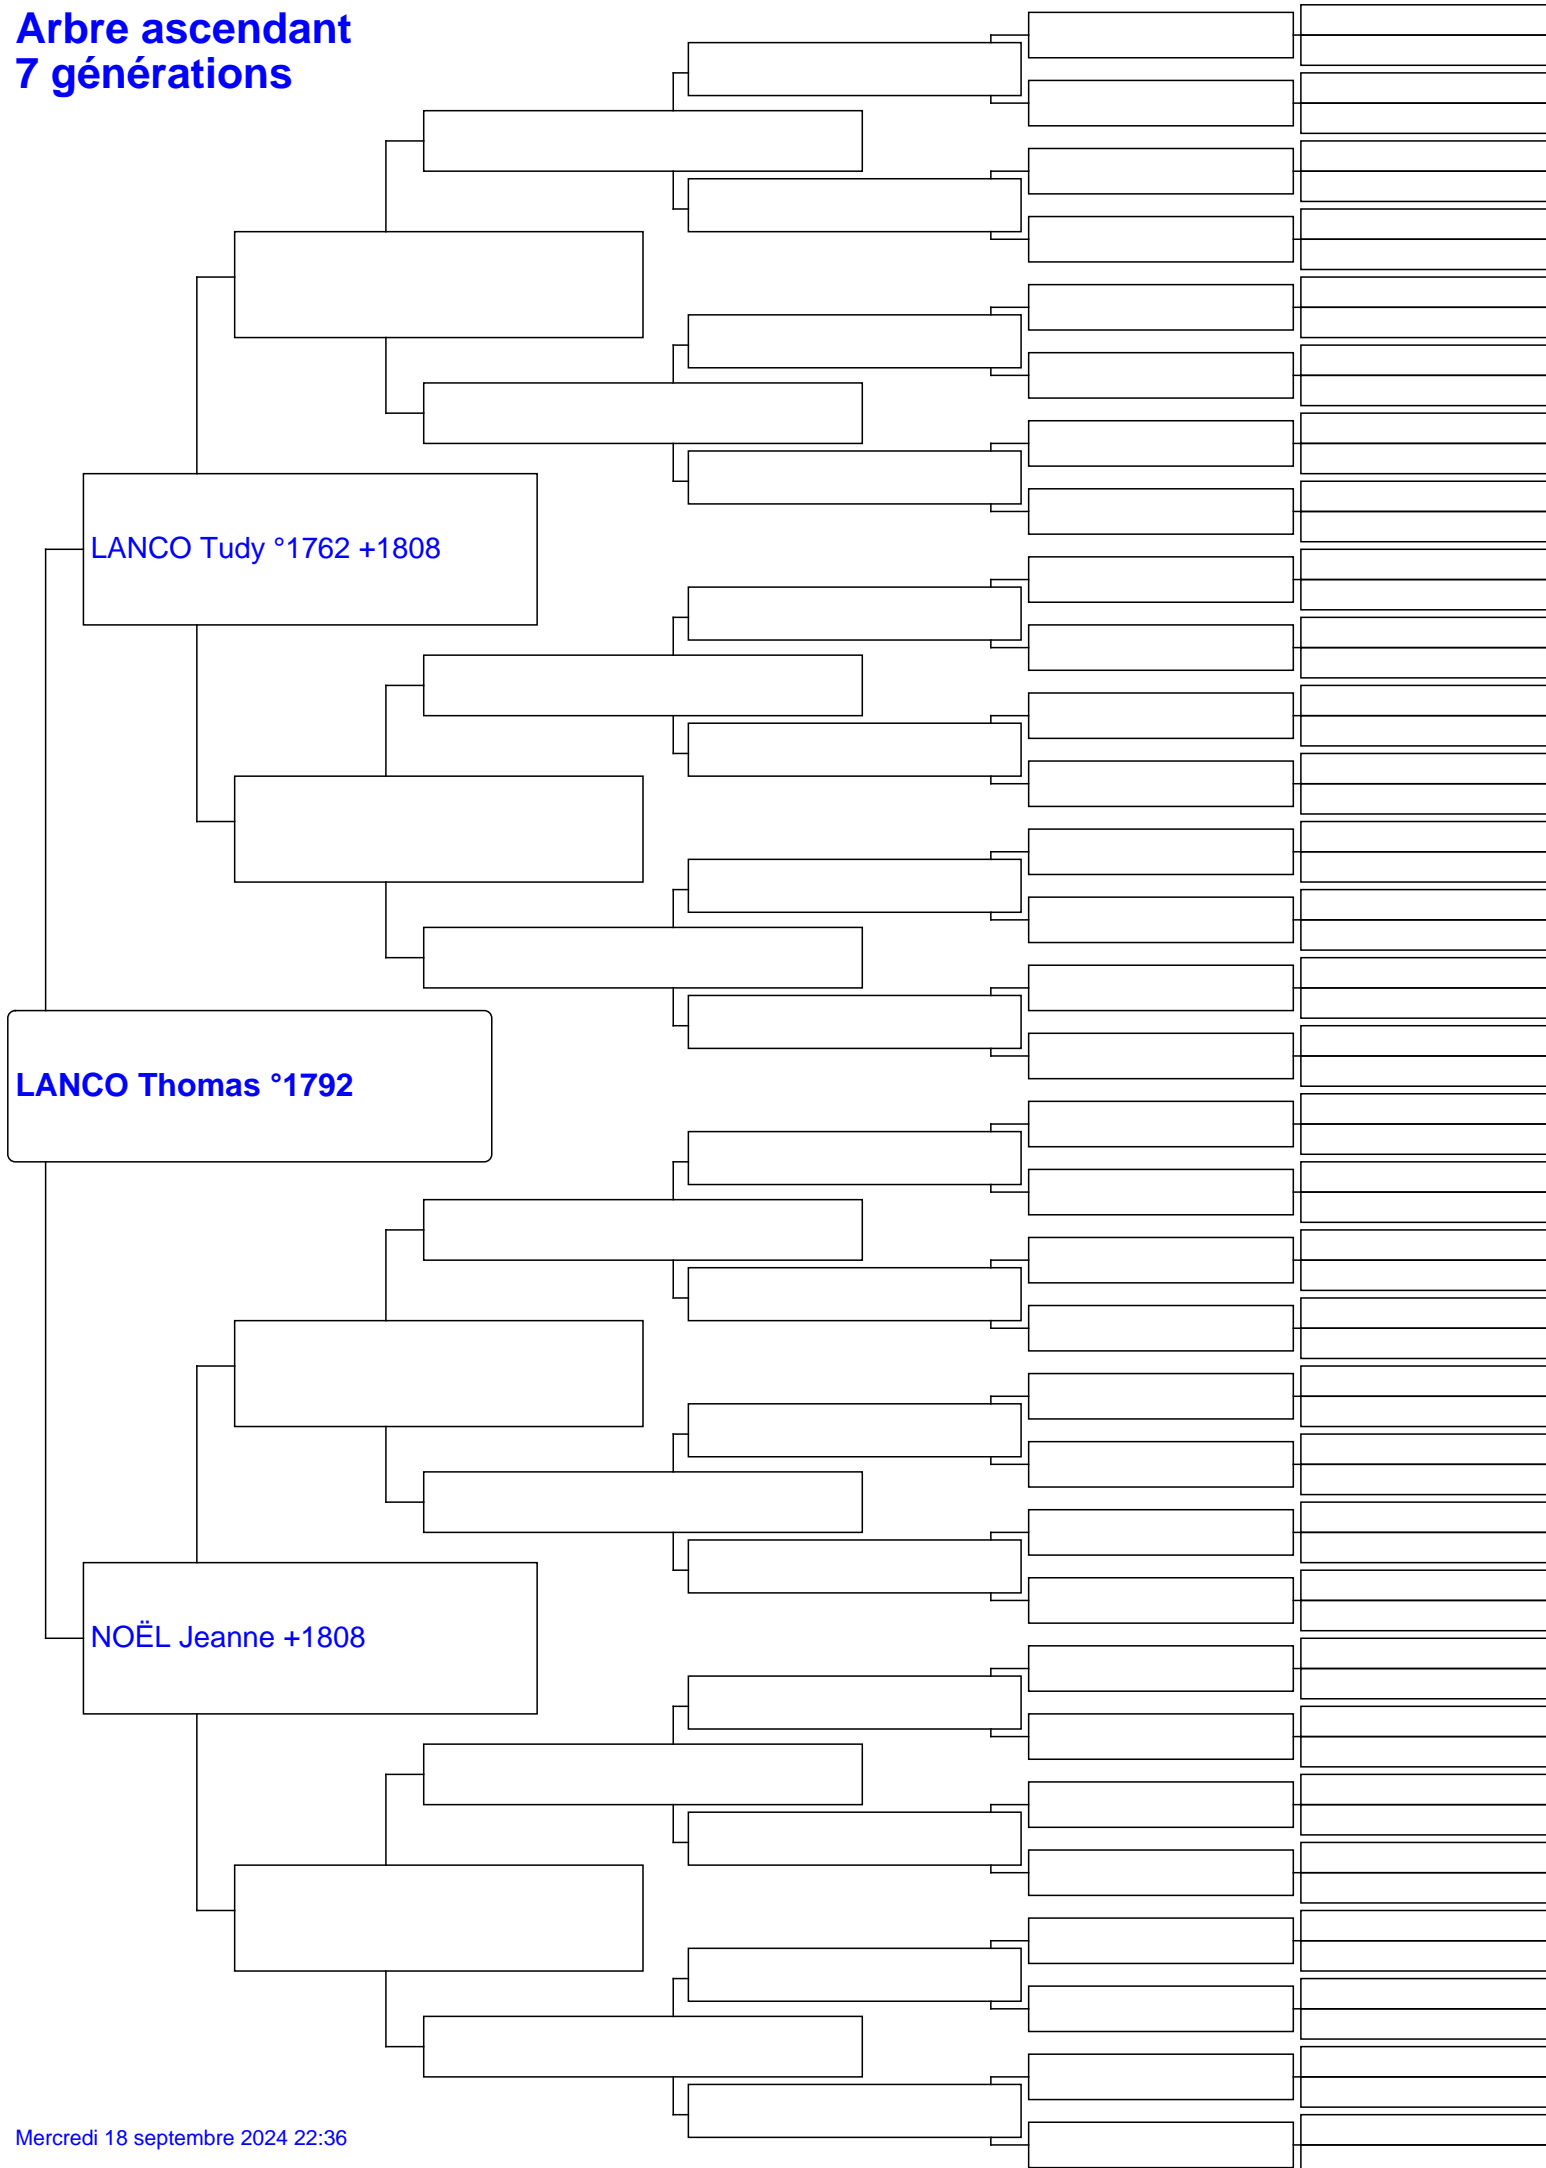 Arbre ascendant
7 générations
LANCO Tudy °1762 +1808
LANCO Thomas °1792
NOËL Jeanne +1808
Mercredi 18 septembre 2024 22:36